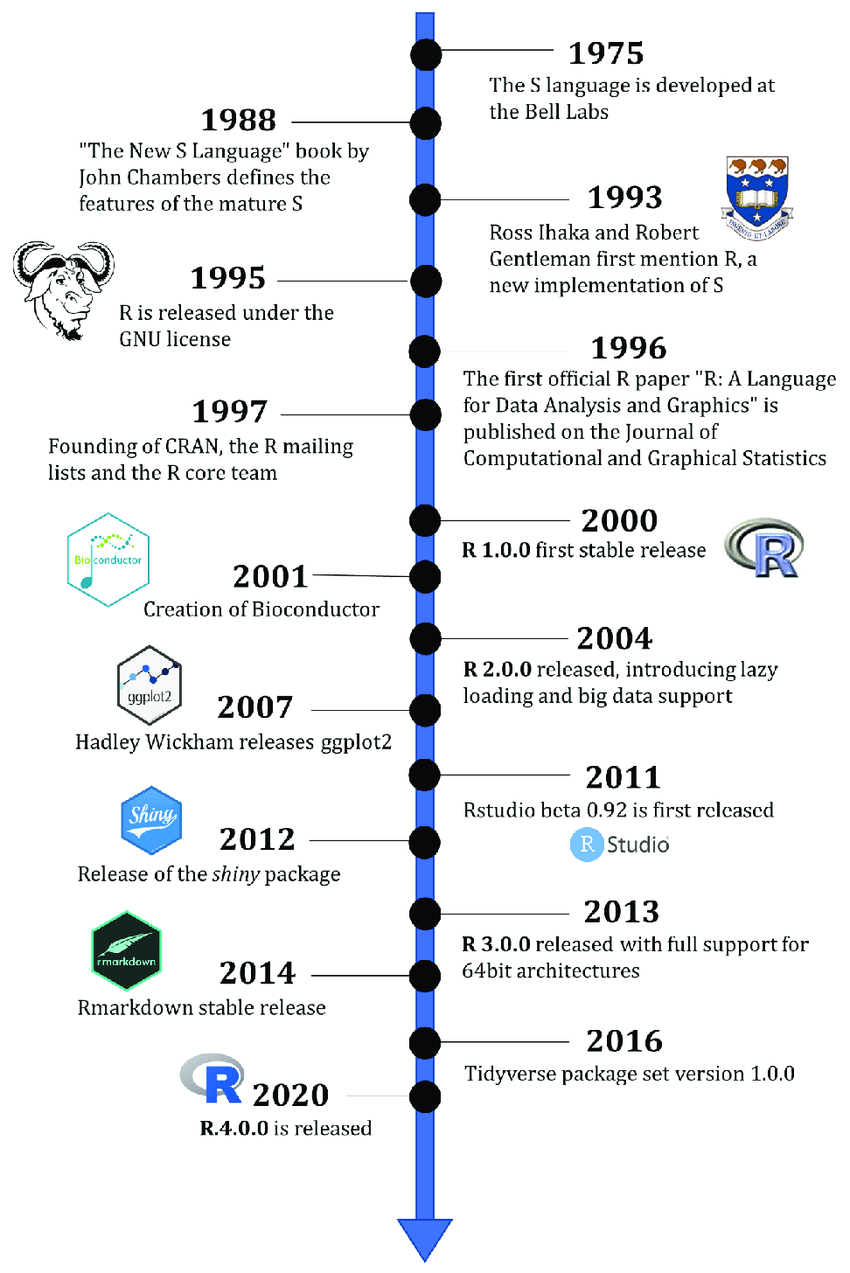 1975
The S language is developed at
the Bell Labs
1988
"The New S Language" book by
John Chambers defines the
features of the mature S
1993
INGENIO ET LABORE
Ross Ihaka and Robert
Gentleman first mention R, a
new implementation of S
1995
R is released under the
GNU license
1996
The first official R paper "R: A Language
for Data Analysis and Graphics" is
published on the Journal of
Computational and Graphical Statistics
1997
Founding of CRAN, the R mailing
lists and the R core team
2000
R 1.0.0 first stable release
R
Bioconductor
2001
Creation of Bioconductor
2004
R 2.0.0 released, introducing lazy
loading and big data support
ggplot2
2007
Hadley Wickham releases ggplot2
2011
Rstudio beta 0.92 is first released
R Studio
Shiny
2012
Release of the shiny package
2013
R 3.0.0 released with full support for
64bit architectures
rmarkdown
2014
Rmarkdown stable release
2016
Tidyverse package set version 1.0.0
R
2020
R.4.0.0 is released